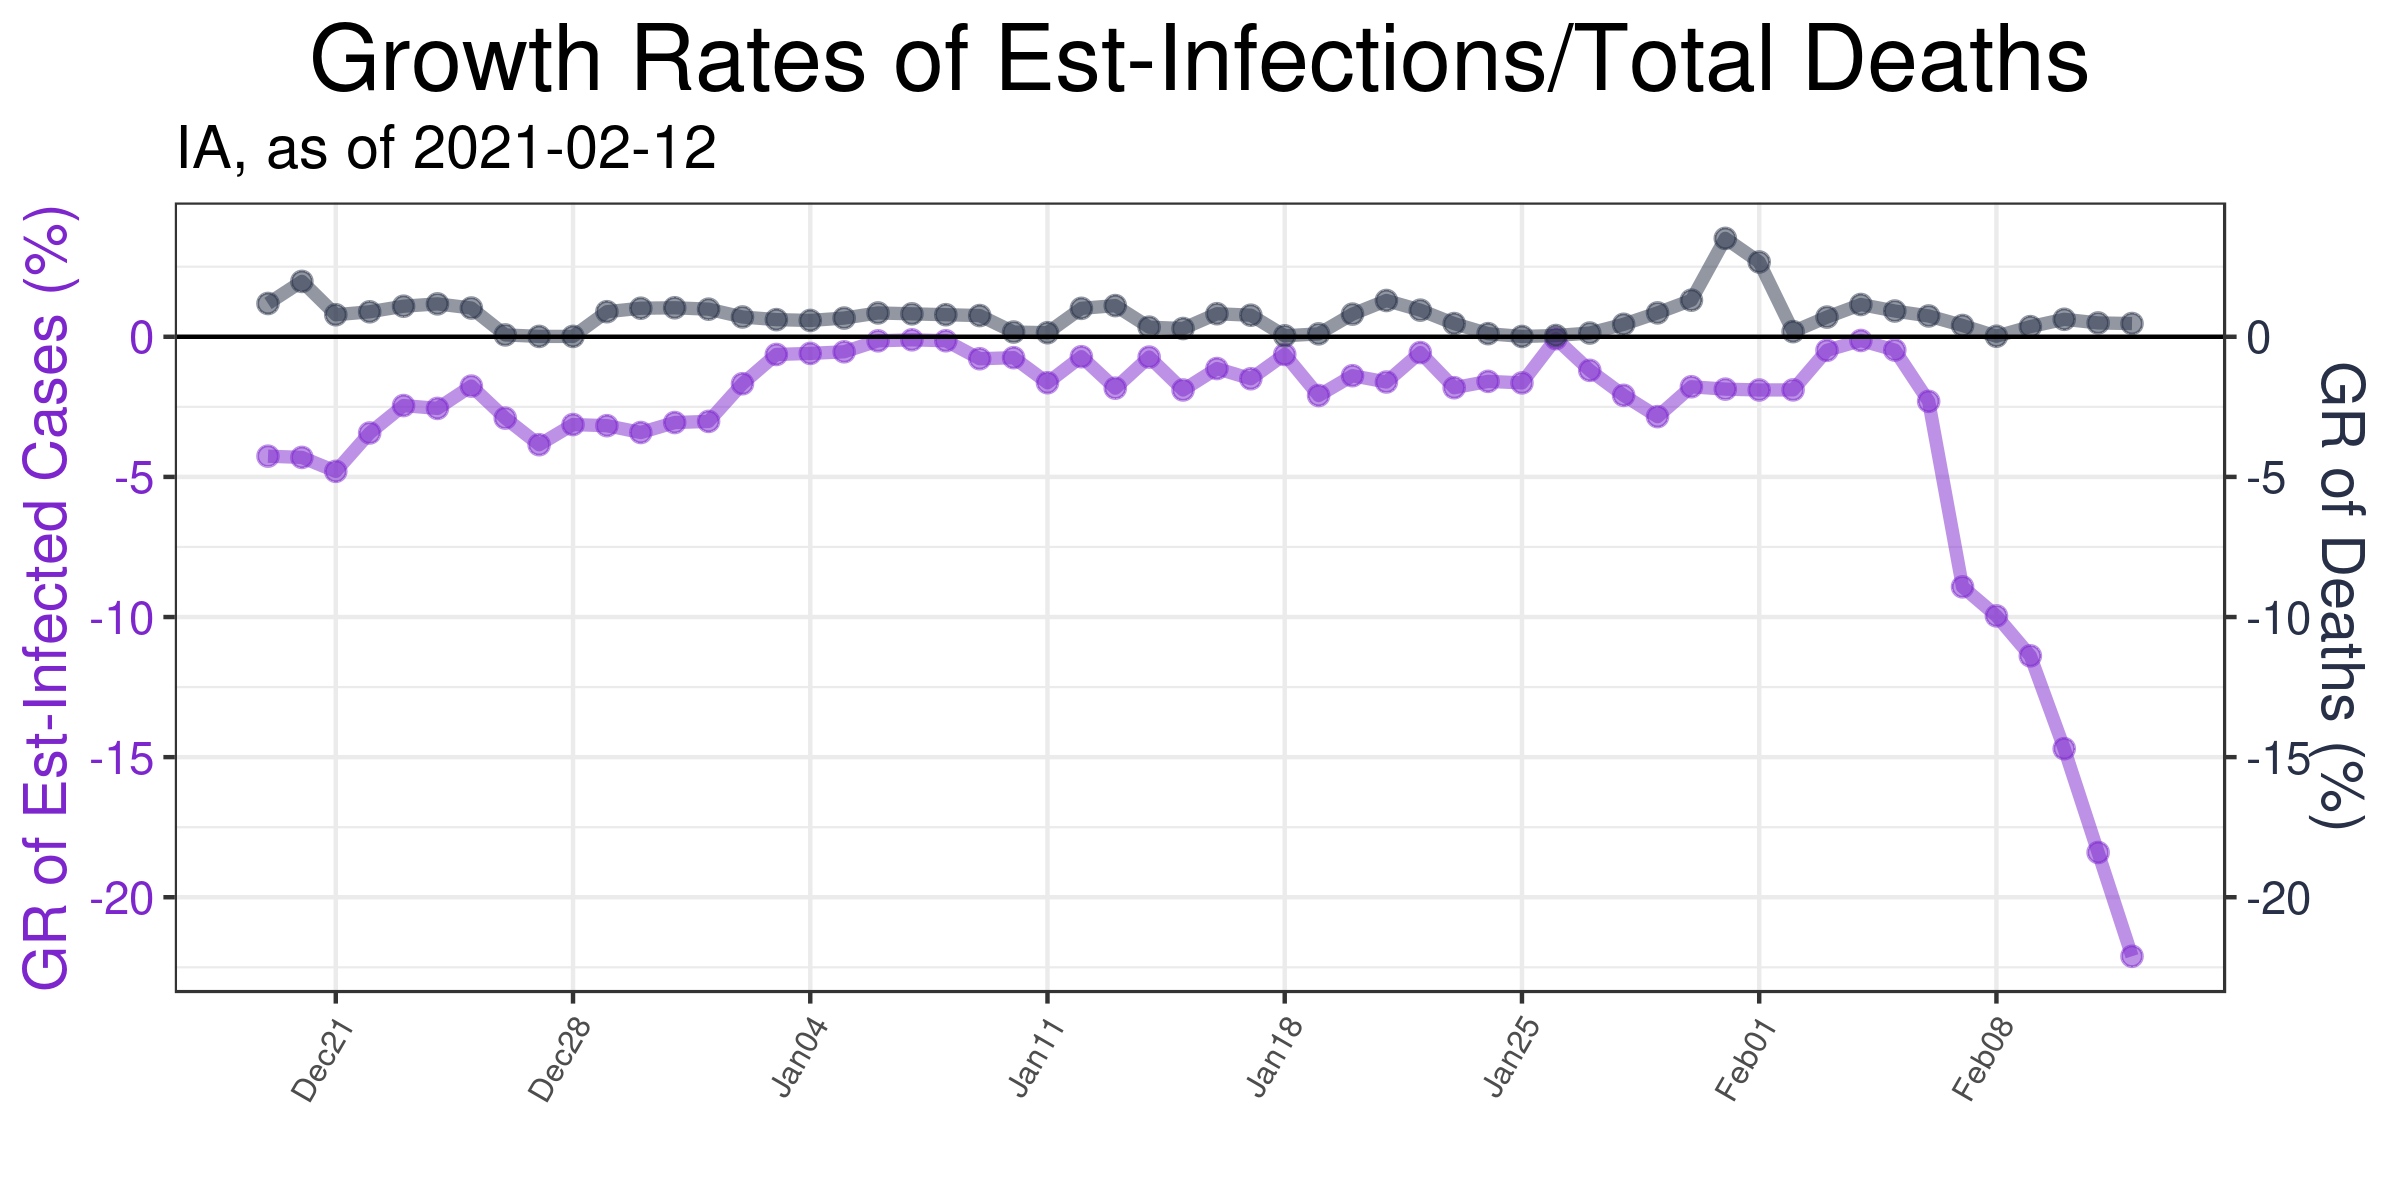 Growth Rates of Est-Infections/Total Deaths
IA, as of 2021-02-12
GR of Est-Infected Cases (%)
0
-5
-10
-15
-20
0
-5
-10
-15
-20
GR of Deaths (%)
Dec21
Dec28
Jan04
Jan11
Jan18
Jan25
Feb01
Feb08